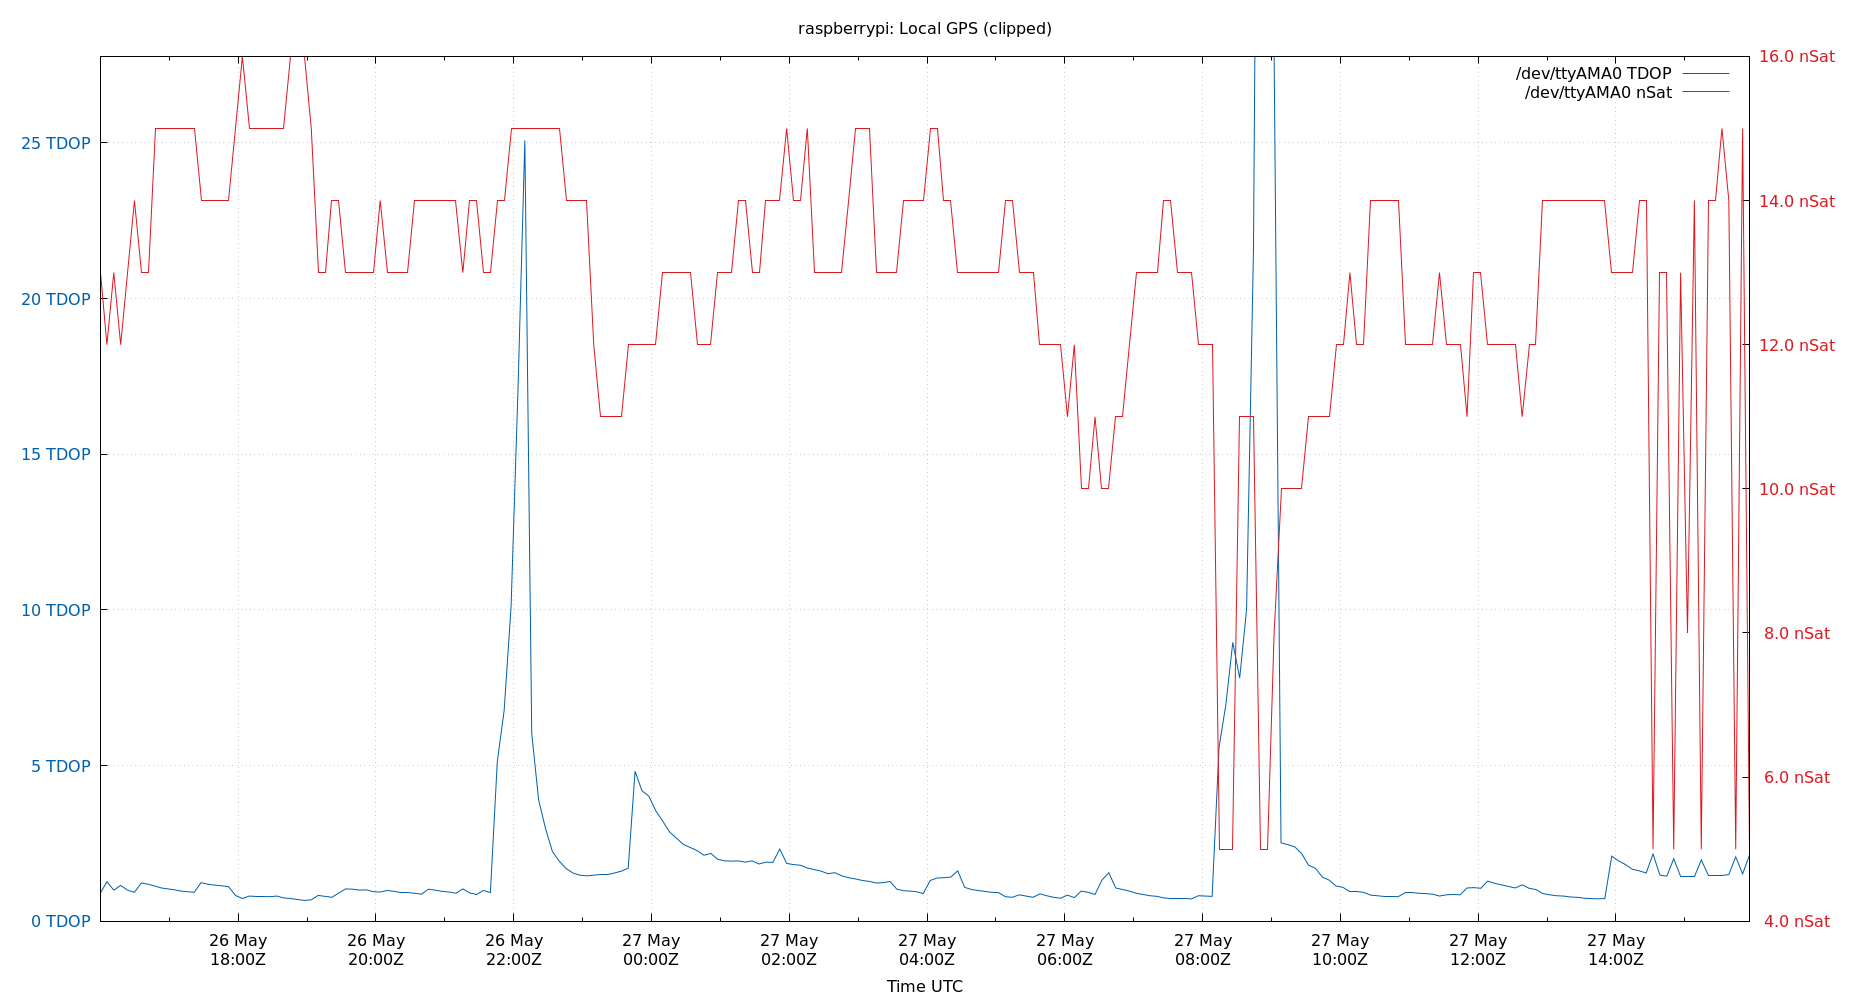 raspberrypi: Local GPS (clipped)
/dev/ttyAMA0 TDOP
/dev/ttyAMA0 nSat
25 TDOP
20 TDOP
15 TDOP
10 TDOP
5 TDOP
0 TDOP
16.0 nSat
14.0 nSat
12.0 nSat
10.0 nSat
8.0 nSat
6.0 nSat
4.0 nSat
26 May
18:00Z
26 May
20:00Z
26 May
22:00Z
27 May
00:00Z
27 May
02:00Z
27 May
04:00Z
27 May
06:00Z
27 May
08:00Z
27 May
10:00Z
27 May
12:00Z
27 May
14:00Z
Time UTC